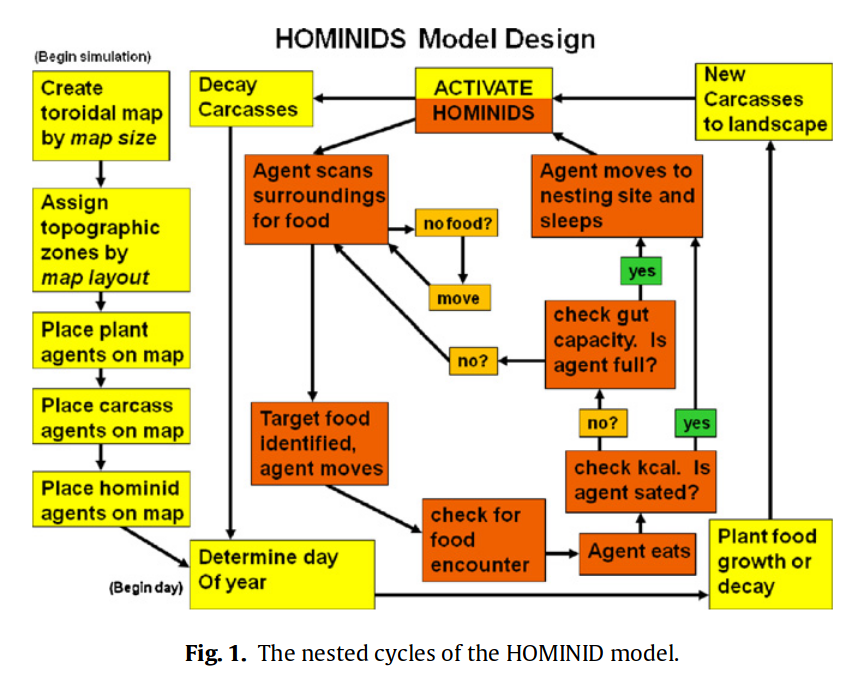 HOMINIDS Model Design
(Begin simulation)
Create
toroidal map
by map size
Assign
topographic
zones by
map layout
Place plant
agents on map
Place carcass
agents on map
Place hominid
agents on map
(Begin day)
Decay
Carcasses
ACTIVATE
HOMINIDS
New
Carcasses
to landscape
Agent scans
surroundings
for food
no food?
move
Agent moves to
nesting site and
sleeps
yes
check gut
capacity. Is
agent full?
no?
Target food
identified,
agent moves
no?
yes
check kcal. Is
agent sated?
check for
food
encounter
Agent eats
Determine day
Of year
Plant food
growth or
decay
Fig. 1. The nested cycles of the HOMINID model.